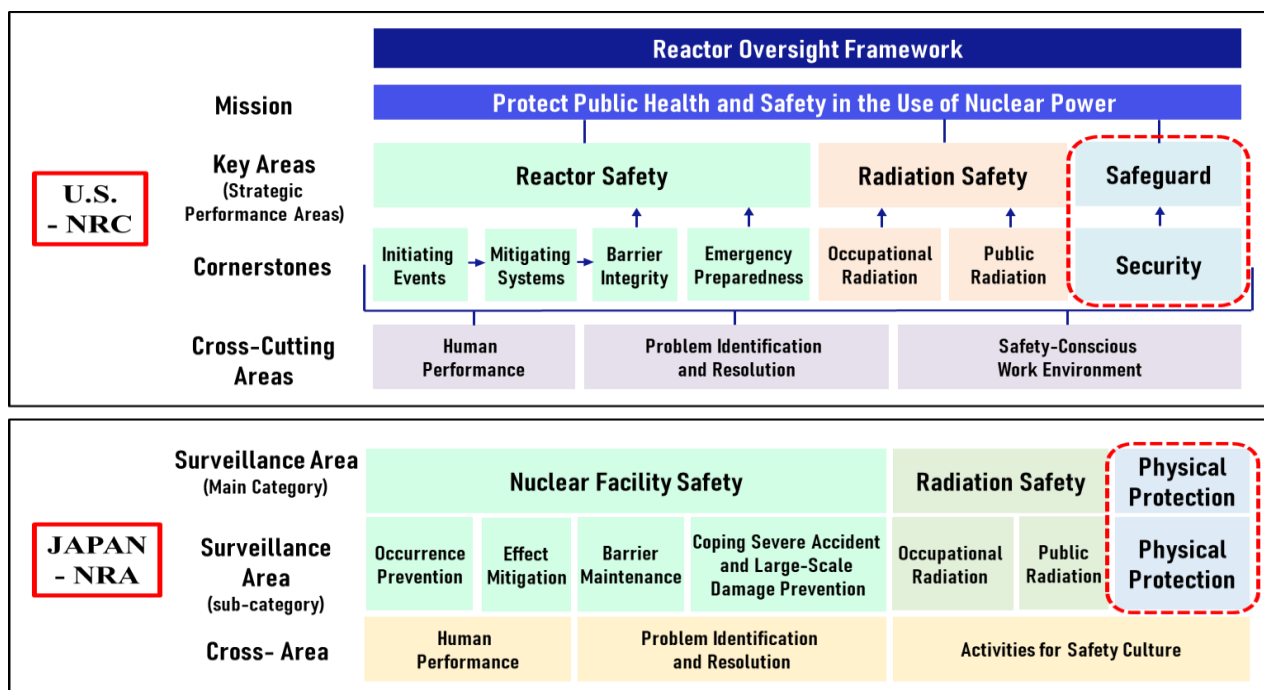 Reactor Oversight Framework
Mission
Protect Public Health and Safety in the Use of Nuclear Power
U.S.
- NRC
Key Areas
(Strategic
Performance Areas)
Reactor Safety
Radiation Safety
Safeguard
Cornerstones
Initiating
Events
Mitigating
Systems
Barrier
Integrity
Emergency
Preparedness
Occupational
Radiation
Public
Radiation
Security
Cross-Cutting
Areas
Human
Performance
Problem Identification
and Resolution
Safety-Conscious
Work Environment
JAPAN
- NRA
Surveillance Area
(Main Category)
Nuclear Facility Safety
Radiation Safety
Physical
Protection
Surveillance
Area
(sub-category)
Occurrence
Prevention
Effect
Mitigation
Barrier
Maintenance
Coping Severe Accident
and Large-Scale
Damage Prevention
Occupational
Radiation
Public
Radiation
Physical
Protection
Cross- Area
Human
Performance
Problem Identification
and Resolution
Activities for Safety Culture